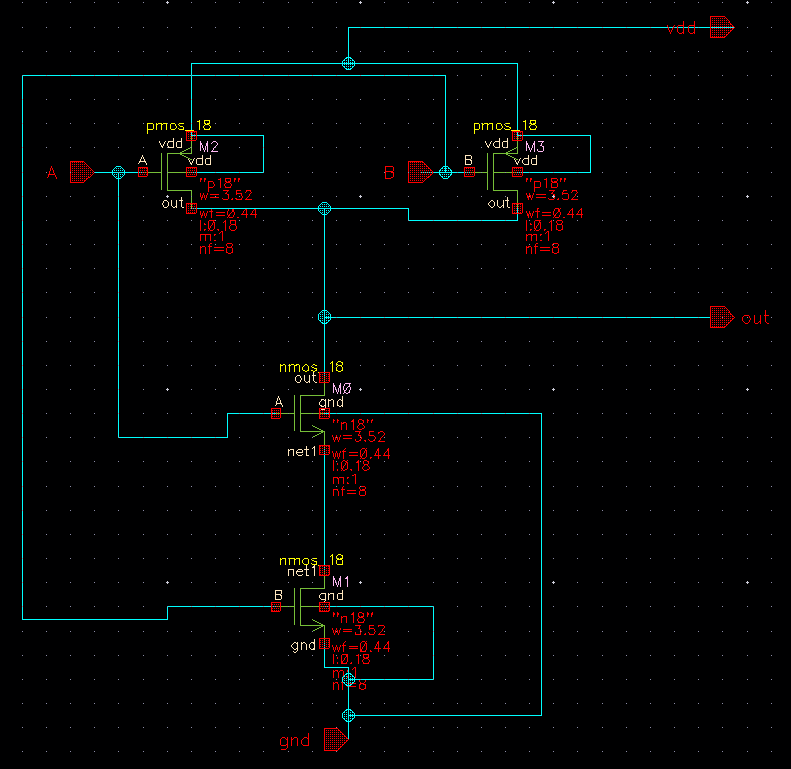 vdd
pmos_18
M2
vdd
A
A
vdd
"p18"
w=3.52
out
wf=0.44
l:0.18
m:1
nf=8
pmos_18
M3
vdd
B
B
vdd
"p18"
w=3.52
out
wf=0.44
l:0.18
m:1
nf=8
out
nmos_18
out
M0
A
gnd
"n18"
w=3.52
net1
wf=0.44
l:0.18
m:1
nf=8
nmos_18
net1
M1
B
gnd
"n18"
w=3.52
gnd
wf=0.44
l:0.18
m:1
nf=8
gnd